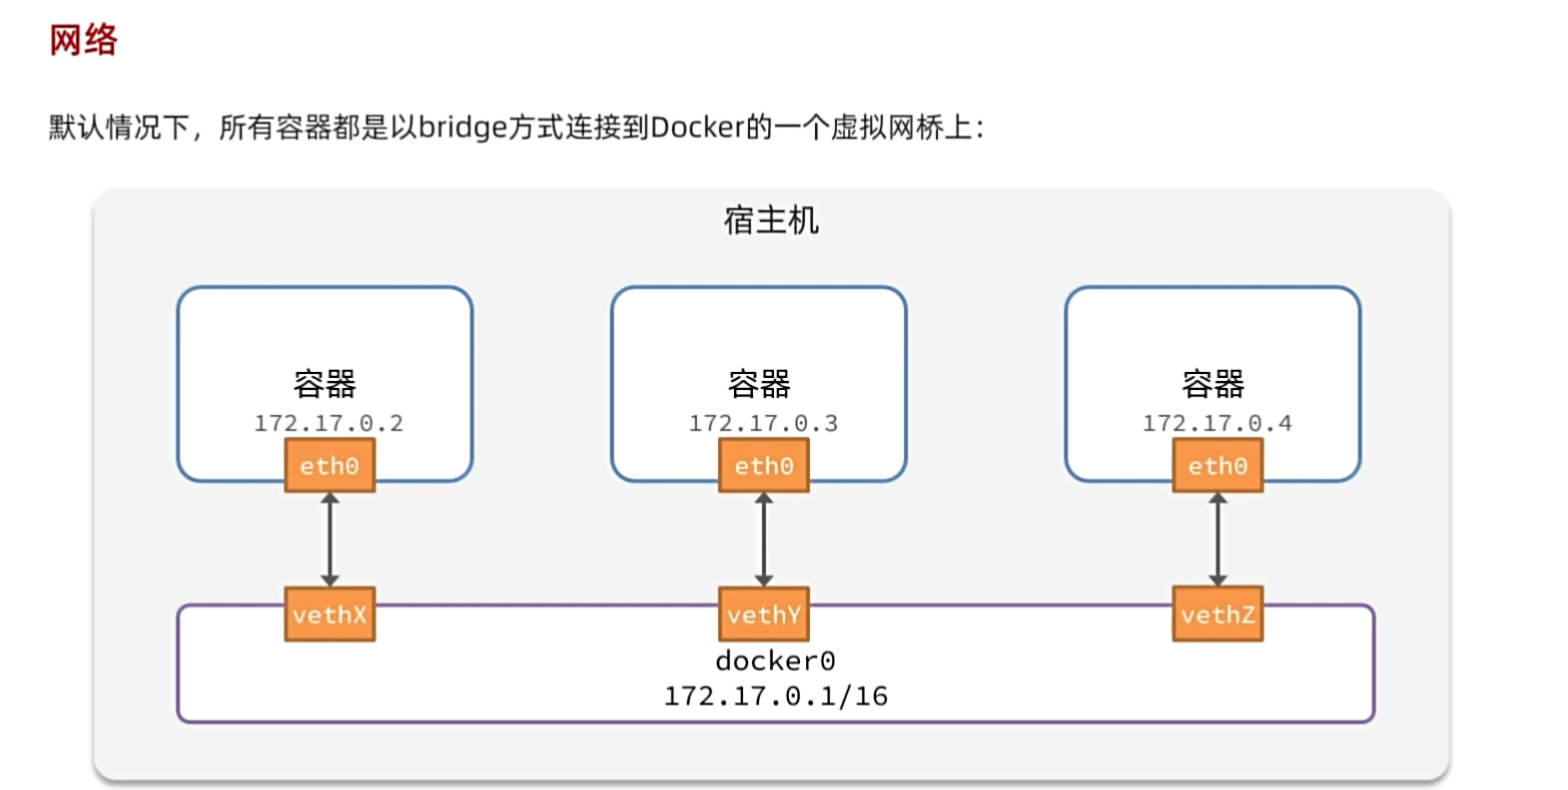 网络
默认情况下，所有容器都是以bridge方式连接到Docker的一个虚拟网桥上：
宿主机
容器 容器 容器
172.17.0.2 172.17.0.3 172.17.0.4
eth0 eth0 eth0
vethX vethY vethZ
docker0
172.17.0.1/16